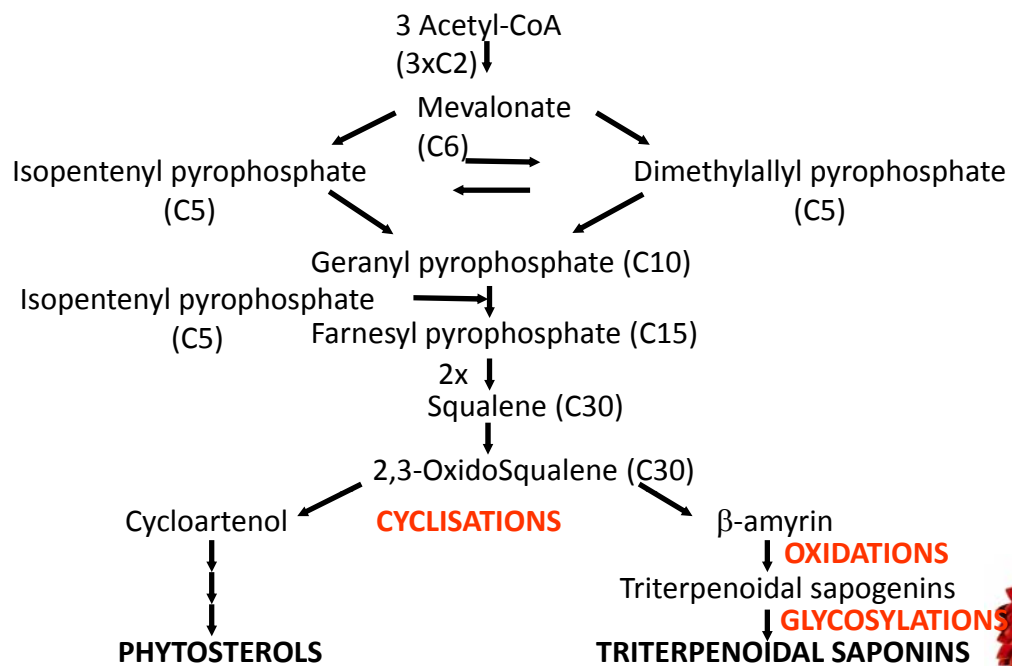 3 Acetyl-CoA
(3xC2)
Mevalonate
(C6)
Isopentenyl pyrophosphate
(C5)
Dimethylallyl pyrophosphate
(C5)
Geranyl pyrophosphate (C10)
Isopentenyl pyrophosphate
(C5)
Farnesyl pyrophosphate (C15)
2x
Squalene (C30)
2,3-OxidoSqualene (C30)
Cycloartenol
CYCLISATIONS
β-amyrin
OXIDATIONS
Triterpenoidal sapogenins
GLYCOSYLATIONS
PHYTOSTEROLS
TRITERPENOIDAL SAPONINS